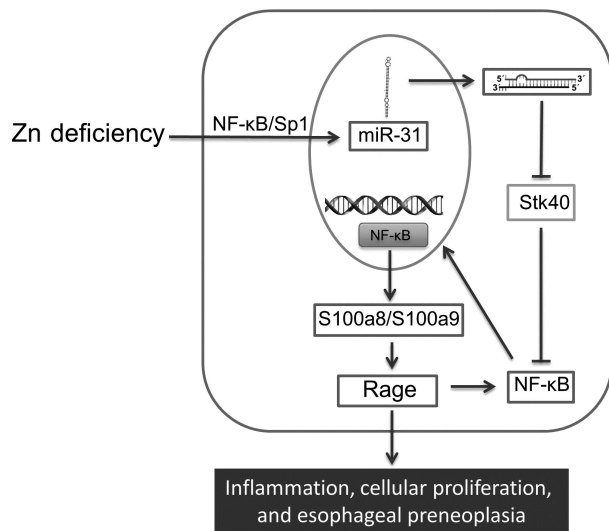 5´ 3´
3´ 5´
NF-κB/Sp1
Zn deficiency
miR-31
Stk40
NF-κB
S100a8/S100a9
Rage
NF-κB
Inflammation, cellular proliferation,
and esophageal preneoplasia